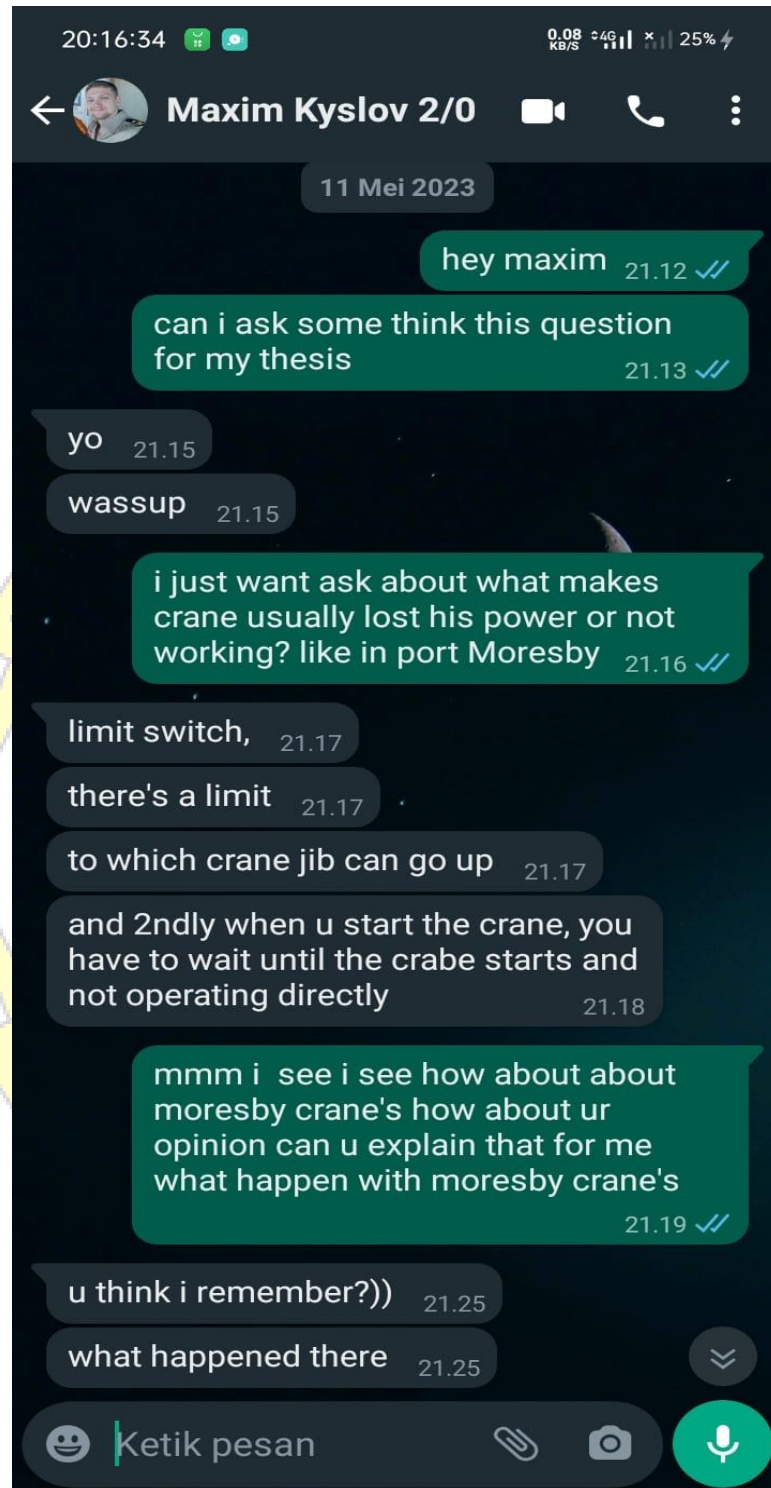 20:16:34
0.08 KB/S 4G 25%
Maxim Kyslov 2/0
11 Mei 2023
hey maxim 21.12
can i ask some think this question
for my thesis 21.13
yo 21.15
wassup 21.15
i just want ask about what makes
crane usually lost his power or not
working? like in port Moresby 21.16
limit switch, 21.17
there's a limit 21.17
to which crane jib can go up 21.17
and 2ndly when u start the crane, you
have to wait until the crabe starts and
not operating directly 21.18
mmm i see i see how about about
moresby crane's how about ur
opinion can u explain that for me
what happen with moresby crane's
21.19
u think i remember?)) 21.25
what happened there 21.25
Ketik pesan